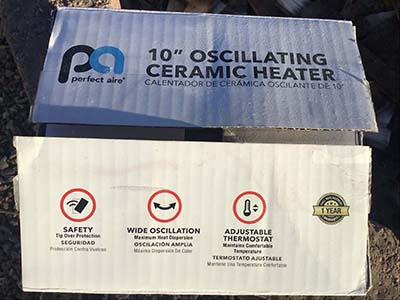 pa
perfect aire®
10" OSCILLATING
CERAMIC HEATER
CALENTADOR DE CERÁMICA OSCILANTE DE 10"
SAFETY
Tip Over Protection
SEGURIDAD
Protección Contra Vuelcos
WIDE OSCILLATION
Maximum Heat Dispersion
OSCILACIÓN AMPLIA
Máxima Dispersión De Calor
ADJUSTABLE
THERMOSTAT
Maintains Comfortable
Temperature
TERMOSTATO AJUSTABLE
Mantiene Una Temperatura Comfortable
1 YEAR